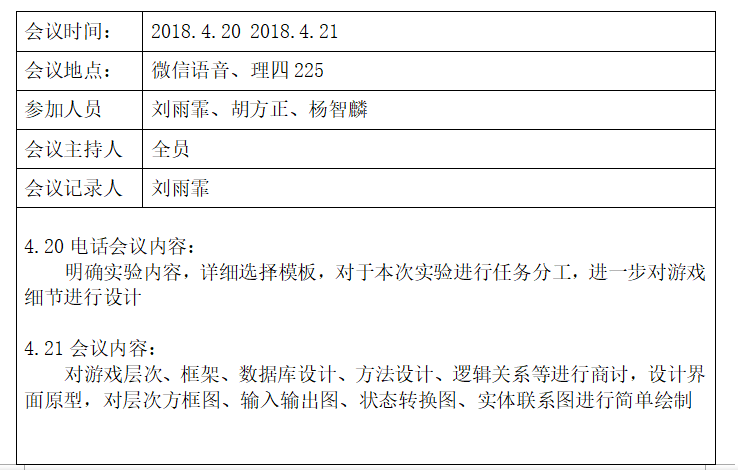 会议时间： 2018.4.20 2018.4.21
会议地点： 微信语音、理四 225
参加人员 刘雨霏、胡方正、杨智麟
会议主持人 全员
会议记录人 刘雨霏
4.20 电话会议内容：
明确实验内容，详细选择模板，对于本次实验进行任务分工，进一步对游戏
细节进行设计
4.21 会议内容：
对游戏层次、框架、数据库设计、方法设计、逻辑关系等进行商讨，设计界
面原型，对层次方框图、输入输出图、状态转换图、实体联系图进行简单绘制